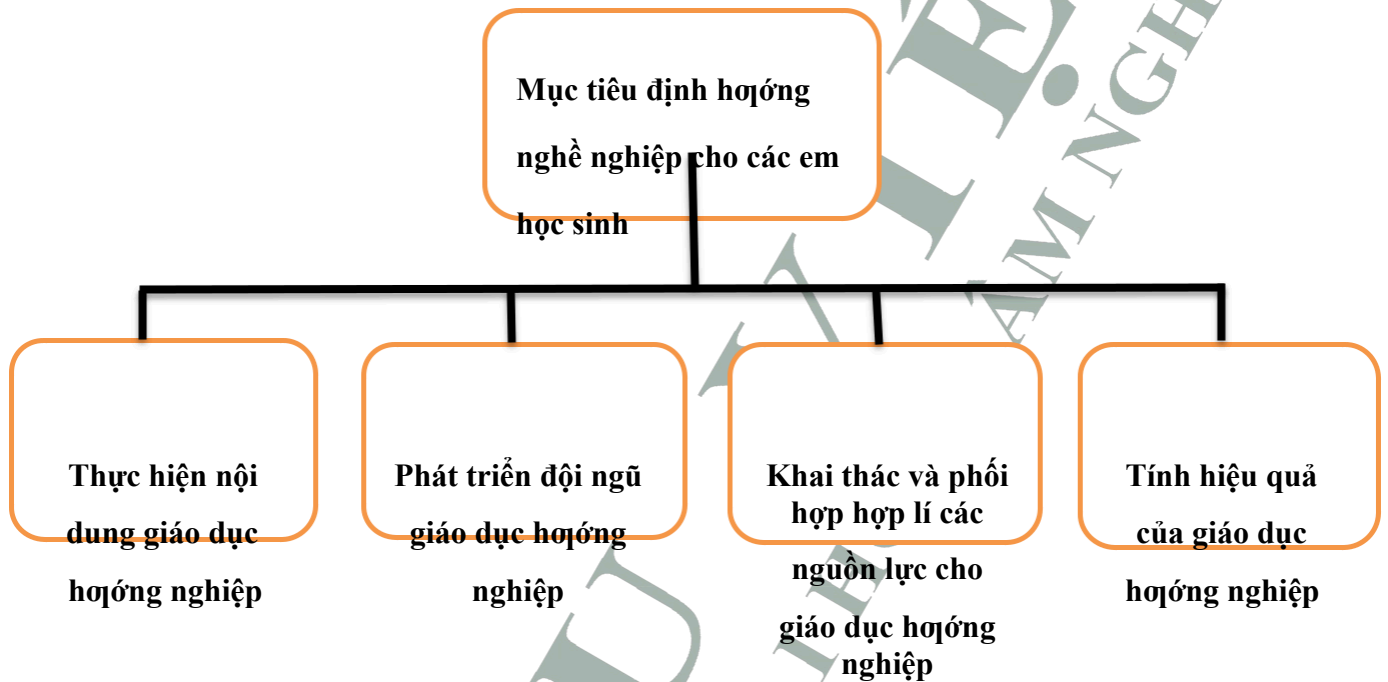 Mục tiêu định hƣớng
nghề nghiệp cho các em
học sinh
Thực hiện nội
dung giáo dục
hƣớng nghiệp
Phát triển đội ngũ
giáo dục hƣớng
nghiệp
Khai thác và phối
hợp hợp lí các
nguồn lực cho
giáo dục hƣớng
nghiệp
Tính hiệu quả
của giáo dục
hƣớng nghiệp